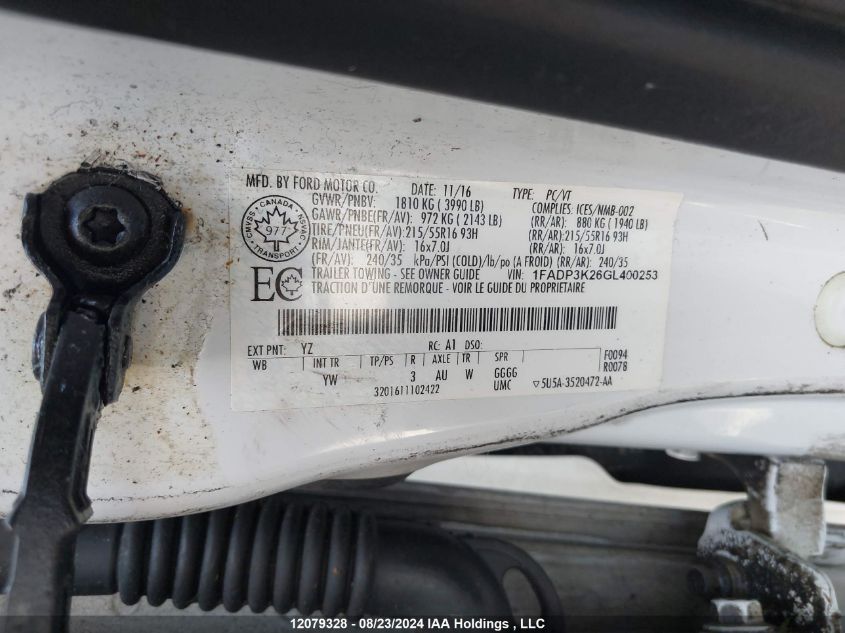 MFD. BY FORD MOTOR CO. DATE: 11/16 TYPE: PC/VT
GVWR/PNBV: 1810 KG ( 3990 LB) COMPLIES: ICES/NMB-002
GAWR/PNBE(FR/AV): 972 KG ( 2143 LB) (RR/AR): 880 KG ( 1940 LB)
TIRE/PNEU(FR/AV): 215/55R16 93H (RR/AR): 215/55R16 93H
RIM/JANTE(FR/AV): 16x7.0J (RR/AR): 16x7.0J
(FR/AV): 240/35 kPa/PSI (COLD)/lb/po (A FROID) (RR/AR): 240/35
TRAILER TOWING - SEE OWNER GUIDE VIN: 1FADP3K26GL400253
TRACTION D'UNE REMORQUE - VOIR LE GUIDE DU PROPRIETAIRE
CMVSS CANADA NSVAC
977
TRANSPORT
EC
EXT PNT: YZ RC: A1 DSO:
WB INT TR TP/PS R AXLE TR SPR F0094
YW 3 AU W GGGG R0078
3201611102422 UMC ▽5U5A-3520472-AA
12079328 - 08/23/2024 IAA Holdings , LLC